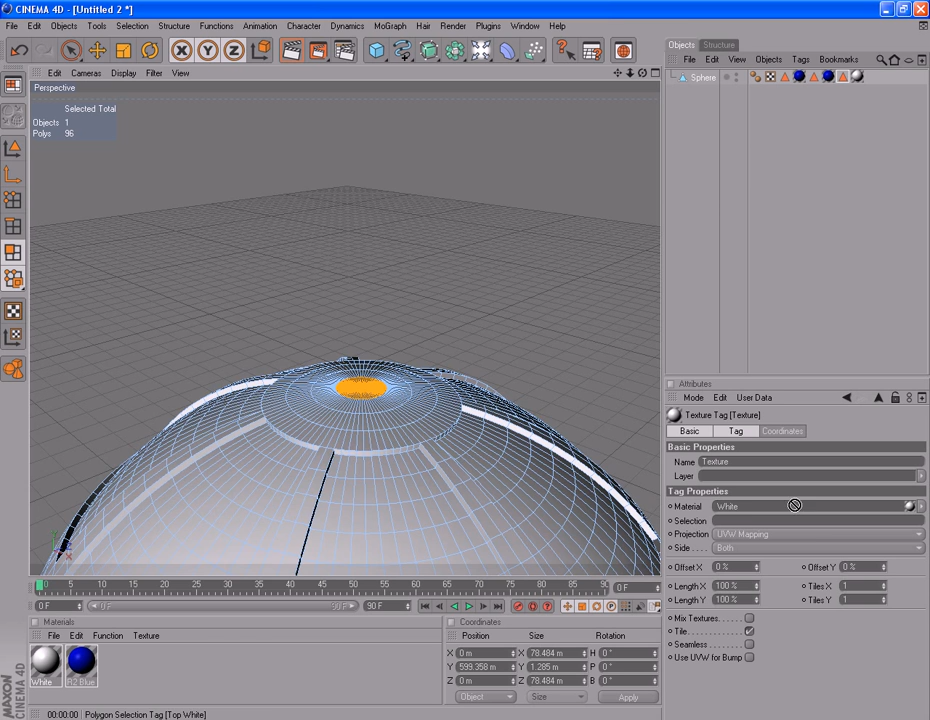 CINEMA 4D - [Untitled 2 *]
File Edit Objects Tools Selection Structure Functions Animation Character Dynamics MoGraph Hair Render Plugins Window Help
X Y Z
Edit Cameras Display Filter View
Perspective
Selected Total
Objects 1
Polys 96
0 5 10 15 20 25 30 35 40 45 50 55 60 65 70 75 80 85 90 0 F
0 F 0 F 90 F 90 F
Materials
File Edit Function Texture
White R2 Blue
MAXON CINEMA 4D
Coordinates
Position Size Rotation
X 0 m X 78.484 m H 0 °
Y 599.358 m Y 1.285 m P 0 °
Z 0 m Z 78.484 m B 0 °
Object Size Apply
00:00:00 Polygon Selection Tag [Top White]
Objects Structure
File Edit View Objects Tags Bookmarks
Sphere
Attributes
Mode Edit User Data
Texture Tag [Texture]
Basic Tag Coordinates
Basic Properties
Name Texture
Layer
Tag Properties
Material White
Selection
Projection UVW Mapping
Side . . . . Both
Offset X 0 % Offset Y 0 %
Length X 100 % Tiles X 1
Length Y 100 % Tiles Y 1
Mix Textures
Tile
Seamless
Use UVW for Bump